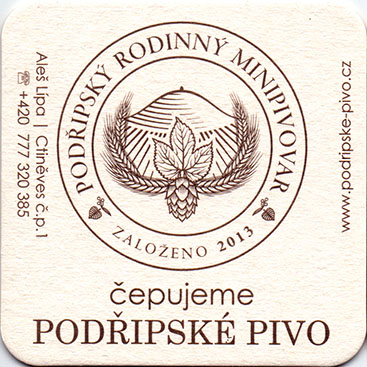 PODŘIPSKÝ RODINNÝ MINIPIVOVAR
ZALOŽENO 2013
Aleš Lípa | Ctiněves č.p.1
☏ +420 777 320 385
www.podripske-pivo.cz
čepujeme
PODŘIPSKÉ PIVO